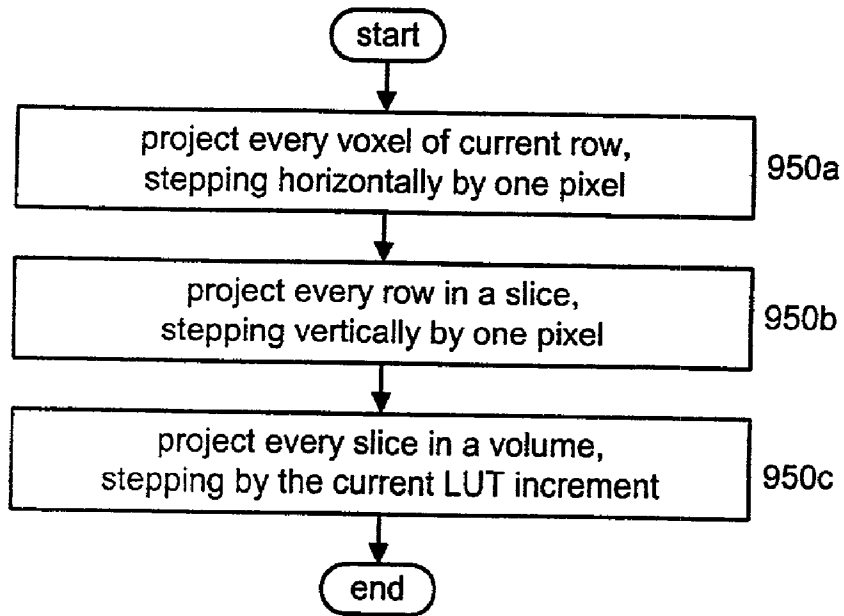 start
project every voxel of current row,
stepping horizontally by one pixel
950a
project every row in a slice,
stepping vertically by one pixel
950b
project every slice in a volume,
stepping by the current LUT increment
950c
end